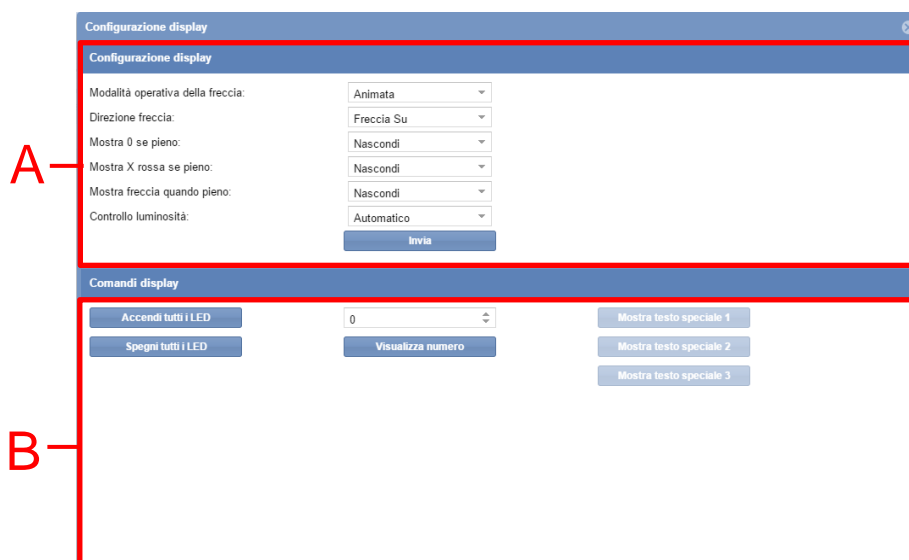 Configurazione display
Configurazione display
Modalità operativa della freccia: Animata
Direzione freccia: Freccia Su
Mostra 0 se pieno: Nascondi
A
Mostra X rossa se pieno: Nascondi
Mostra freccia quando pieno: Nascondi
Controllo luminosità: Automatico
Invia
Comandi display
Accendi tutti i LED 0 Mostra testo speciale 1
Spegni tutti i LED Visualizza numero Mostra testo speciale 2
Mostra testo speciale 3
B